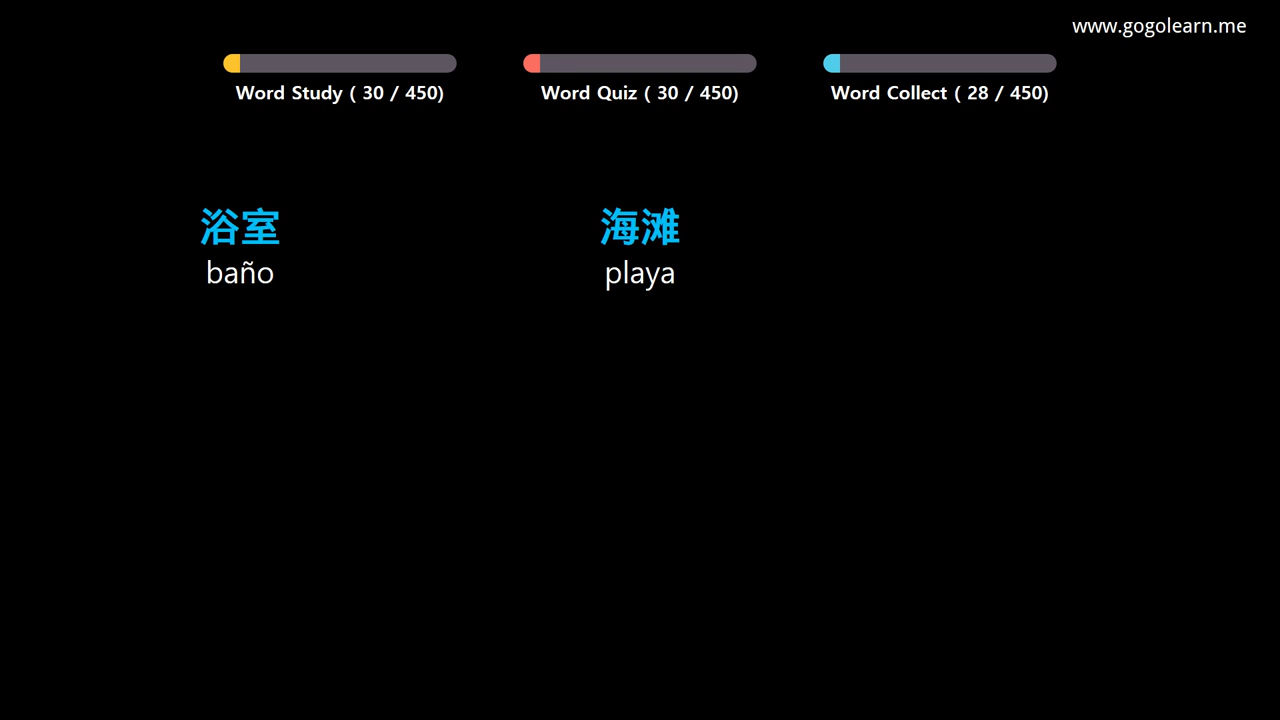 www.gogolearn.me
Word Study ( 30 / 450)
Word Quiz ( 30 / 450)
Word Collect ( 28 / 450)
浴室
baño
海滩
playa